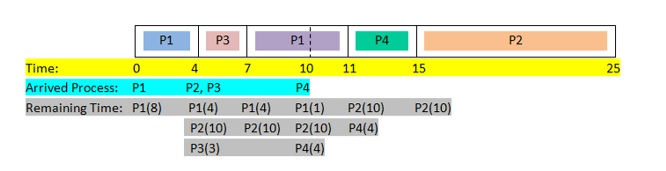 P1 P3 P1 P4 P2
Time: 0 4 7 10 11 15 25
Arrived Process: P1 P2, P3 P4
Remaining Time: P1(8) P1(4) P1(4) P1(1) P2(10) P2(10)
P2(10) P2(10) P2(10) P4(4)
P3(3) P4(4)